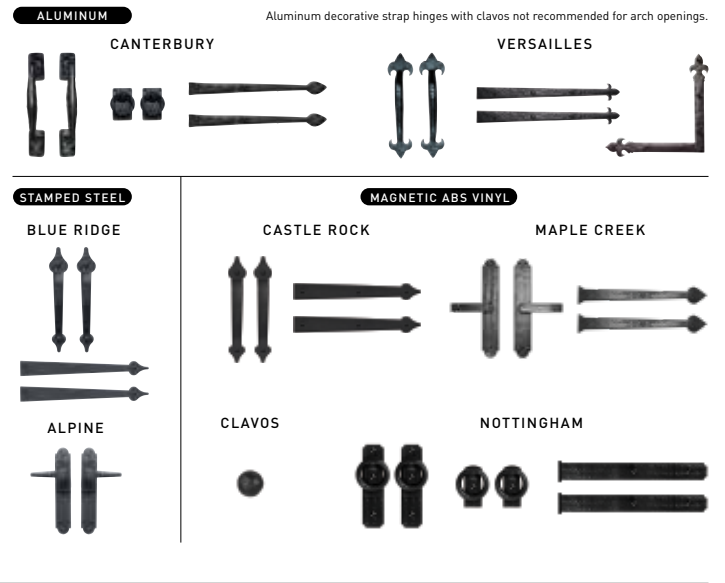 ALUMINUM
Aluminum decorative strap hinges with clavos not recommended for arch openings.
CANTERBURY
VERSAILLES
STAMPED STEEL
MAGNETIC ABS VINYL
BLUE RIDGE
CASTLE ROCK
MAPLE CREEK
ALPINE
CLAVOS
NOTTINGHAM